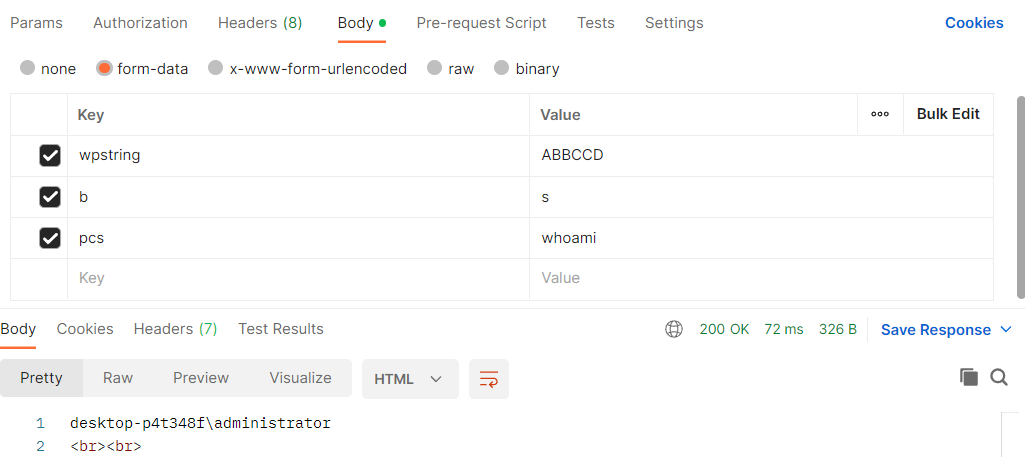 Params Authorization Headers (8) Body Pre-request Script Tests Settings Cookies
none form-data x-www-form-urlencoded raw binary
Key Value ooo Bulk Edit
wpstring ABBCCD
b s
pcs whoami
Key Value
Body Cookies Headers (7) Test Results 200 OK 72 ms 326 B Save Response
Pretty Raw Preview Visualize HTML
1 desktop-p4t348f\administrator
2 <br><br>